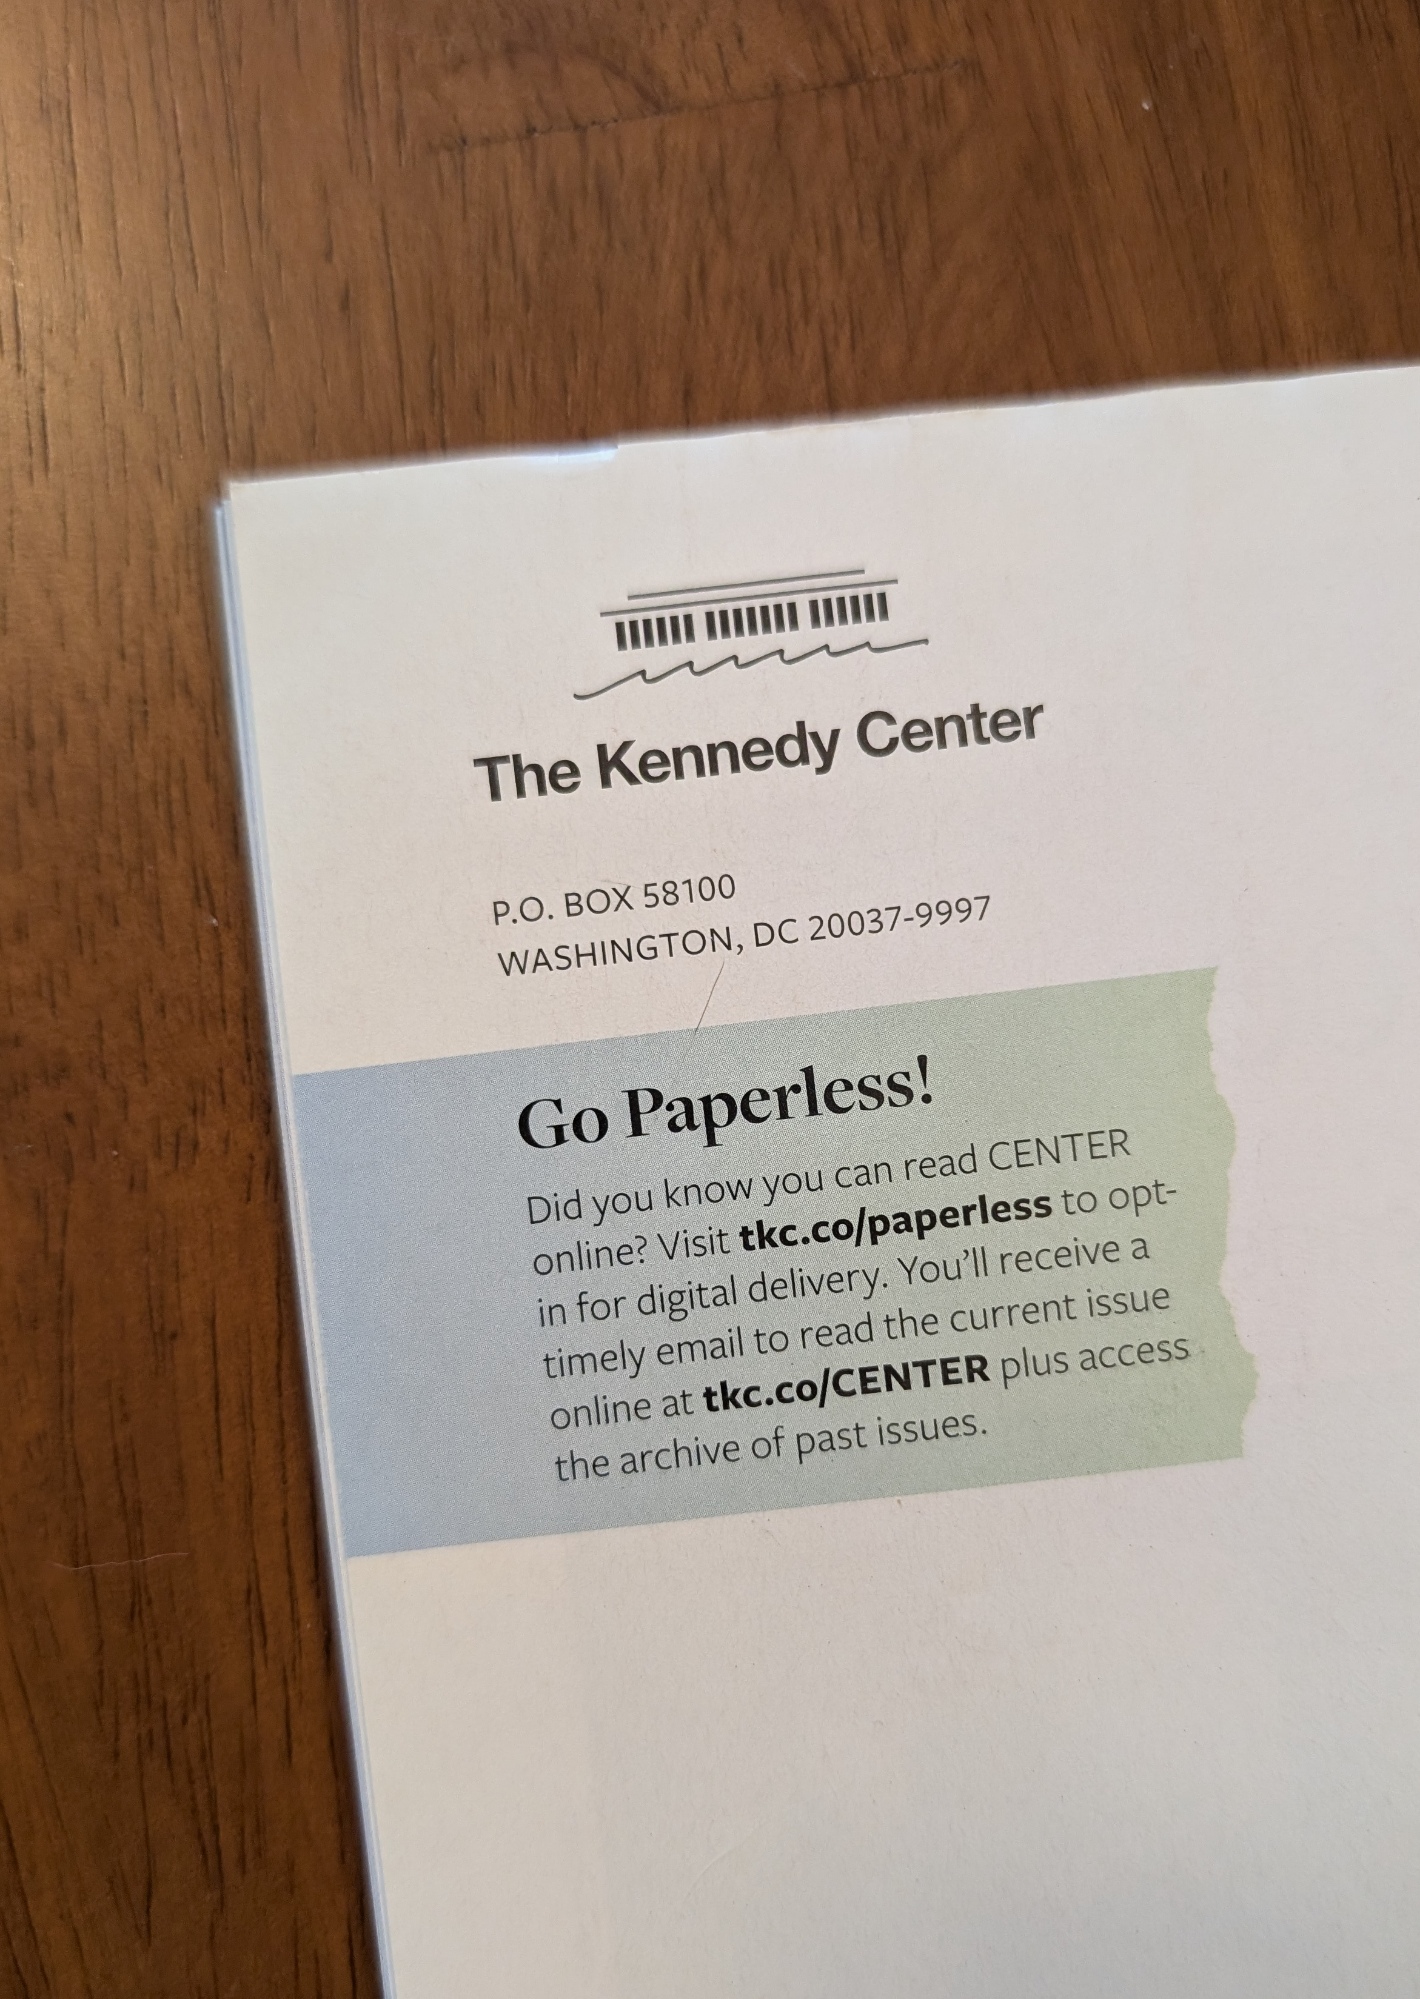 The Kennedy Center
P.O. BOX 58100
WASHINGTON, DC 20037-9997
Go Paperless!
Did you know you can read CENTER
online? Visit tkc.co/paperless to opt-
in for digital delivery. You'll receive a
timely email to read the current issue
online at tkc.co/CENTER plus access
the archive of past issues.